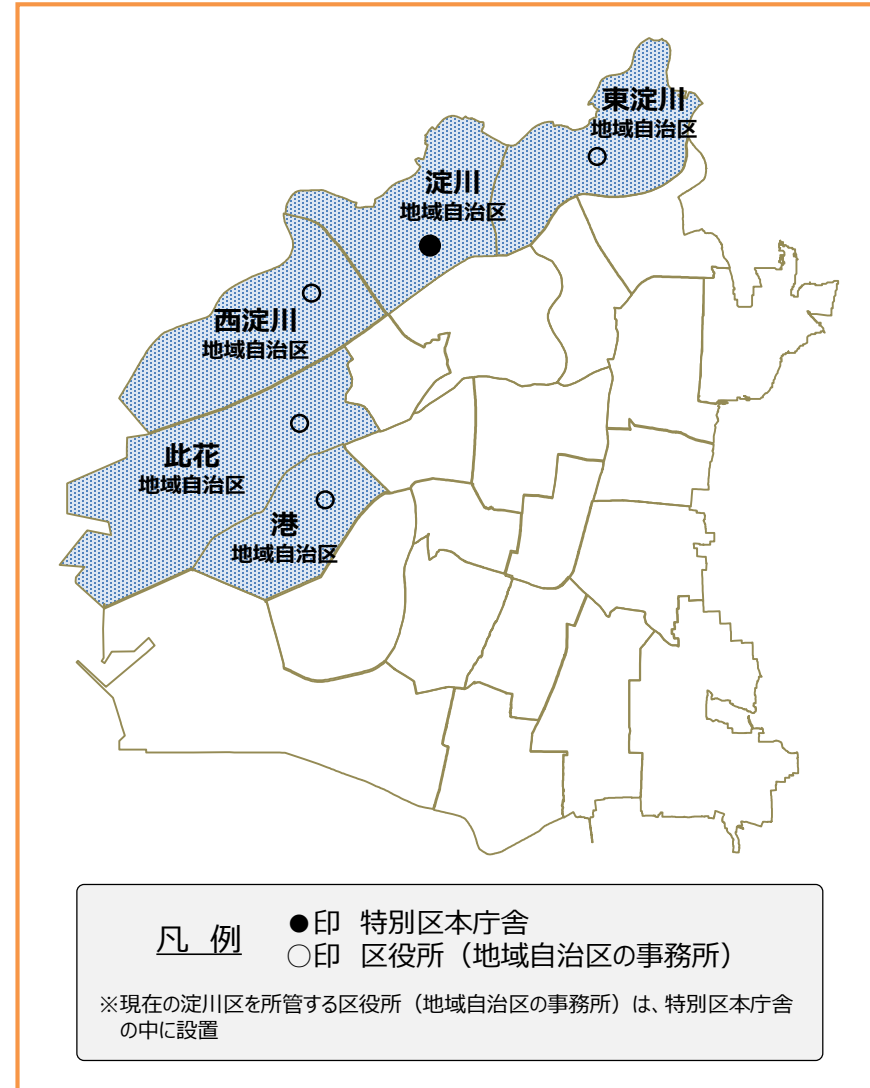 東淀川
地域自治区
淀川
地域自治区
西淀川
地域自治区
此花
地域自治区
港
地域自治区
凡 例
●印 特別区本庁舎
○印 区役所（地域自治区の事務所）
※現在の淀川区を所管する区役所（地域自治区の事務所）は、特別区本庁舎
の中に設置